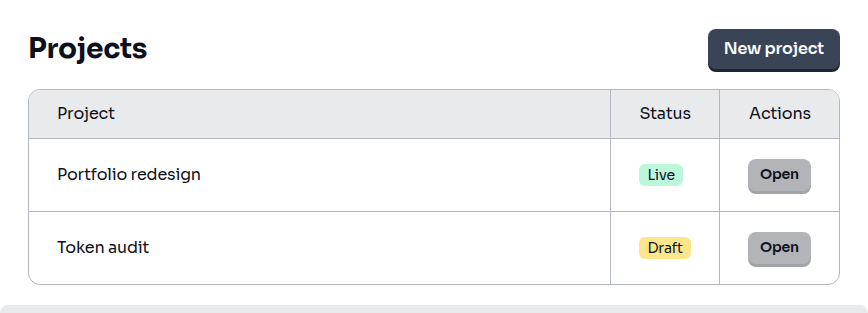 Projects
New project
Project Status Actions
Portfolio redesign Live Open
Token audit Draft Open